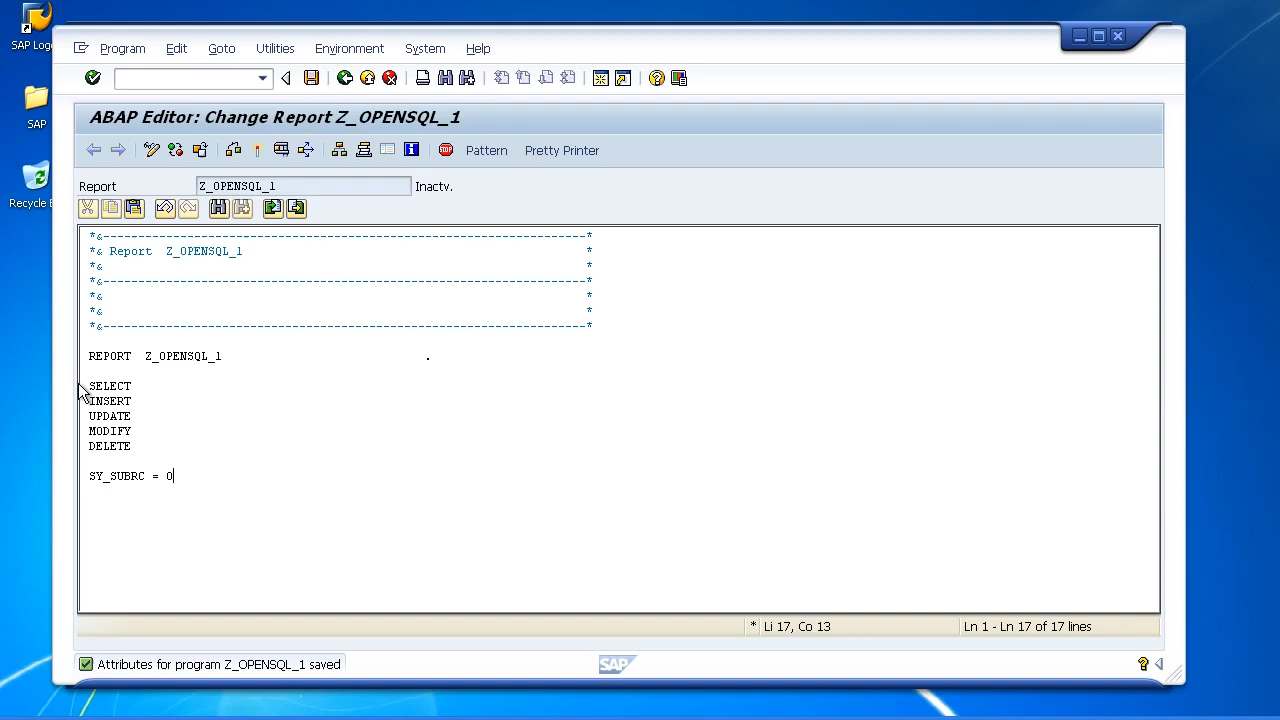 SAP Log
SAP
Recycle B
Program Edit Goto Utilities Environment System Help
ABAP Editor: Change Report Z_OPENSQL_1
STOP Pattern Pretty Printer
Report Z_OPENSQL_1 Inactv.
*&---------------------------------------------------------------------*
*& Report Z_OPENSQL_1 *
*& *
*&---------------------------------------------------------------------*
*& *
*& *
*&---------------------------------------------------------------------*
REPORT Z_OPENSQL_1 .
SELECT
INSERT
UPDATE
MODIFY
DELETE
SY_SUBRC = 0
* Li 17, Co 13 Ln 1 - Ln 17 of 17 lines
Attributes for program Z_OPENSQL_1 saved
SAP